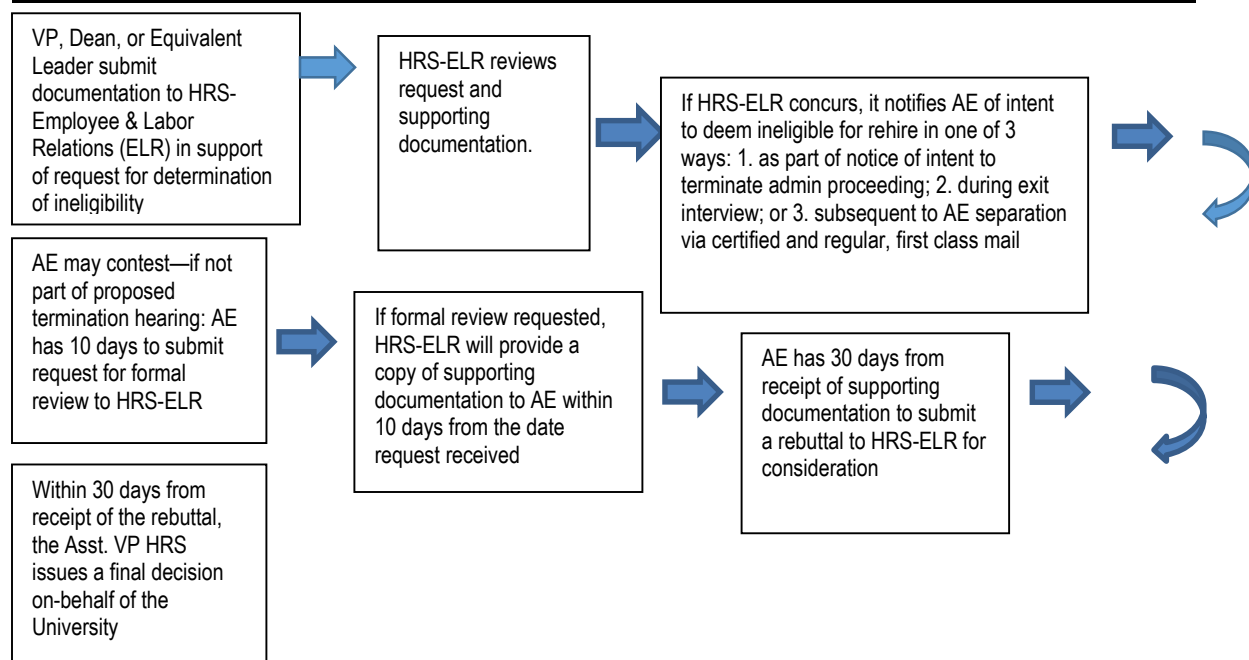 VP, Dean, or Equivalent
Leader submit
documentation to HRS-
Employee & Labor
Relations (ELR) in support
of request for determination
of ineligibility
HRS-ELR reviews
request and
supporting
documentation.
If HRS-ELR concurs, it notifies AE of intent
to deem ineligible for rehire in one of 3
ways: 1. as part of notice of intent to
terminate admin proceeding; 2. during exit
interview; or 3. subsequent to AE separation
via certified and regular, first class mail
AE may contest—if not
part of proposed
termination hearing: AE
has 10 days to submit
request for formal
review to HRS-ELR
If formal review requested,
HRS-ELR will provide a
copy of supporting
documentation to AE within
10 days from the date
request received
AE has 30 days from
receipt of supporting
documentation to submit
a rebuttal to HRS-ELR for
consideration
Within 30 days from
receipt of the rebuttal,
the Asst. VP HRS
issues a final decision
on-behalf of the
University